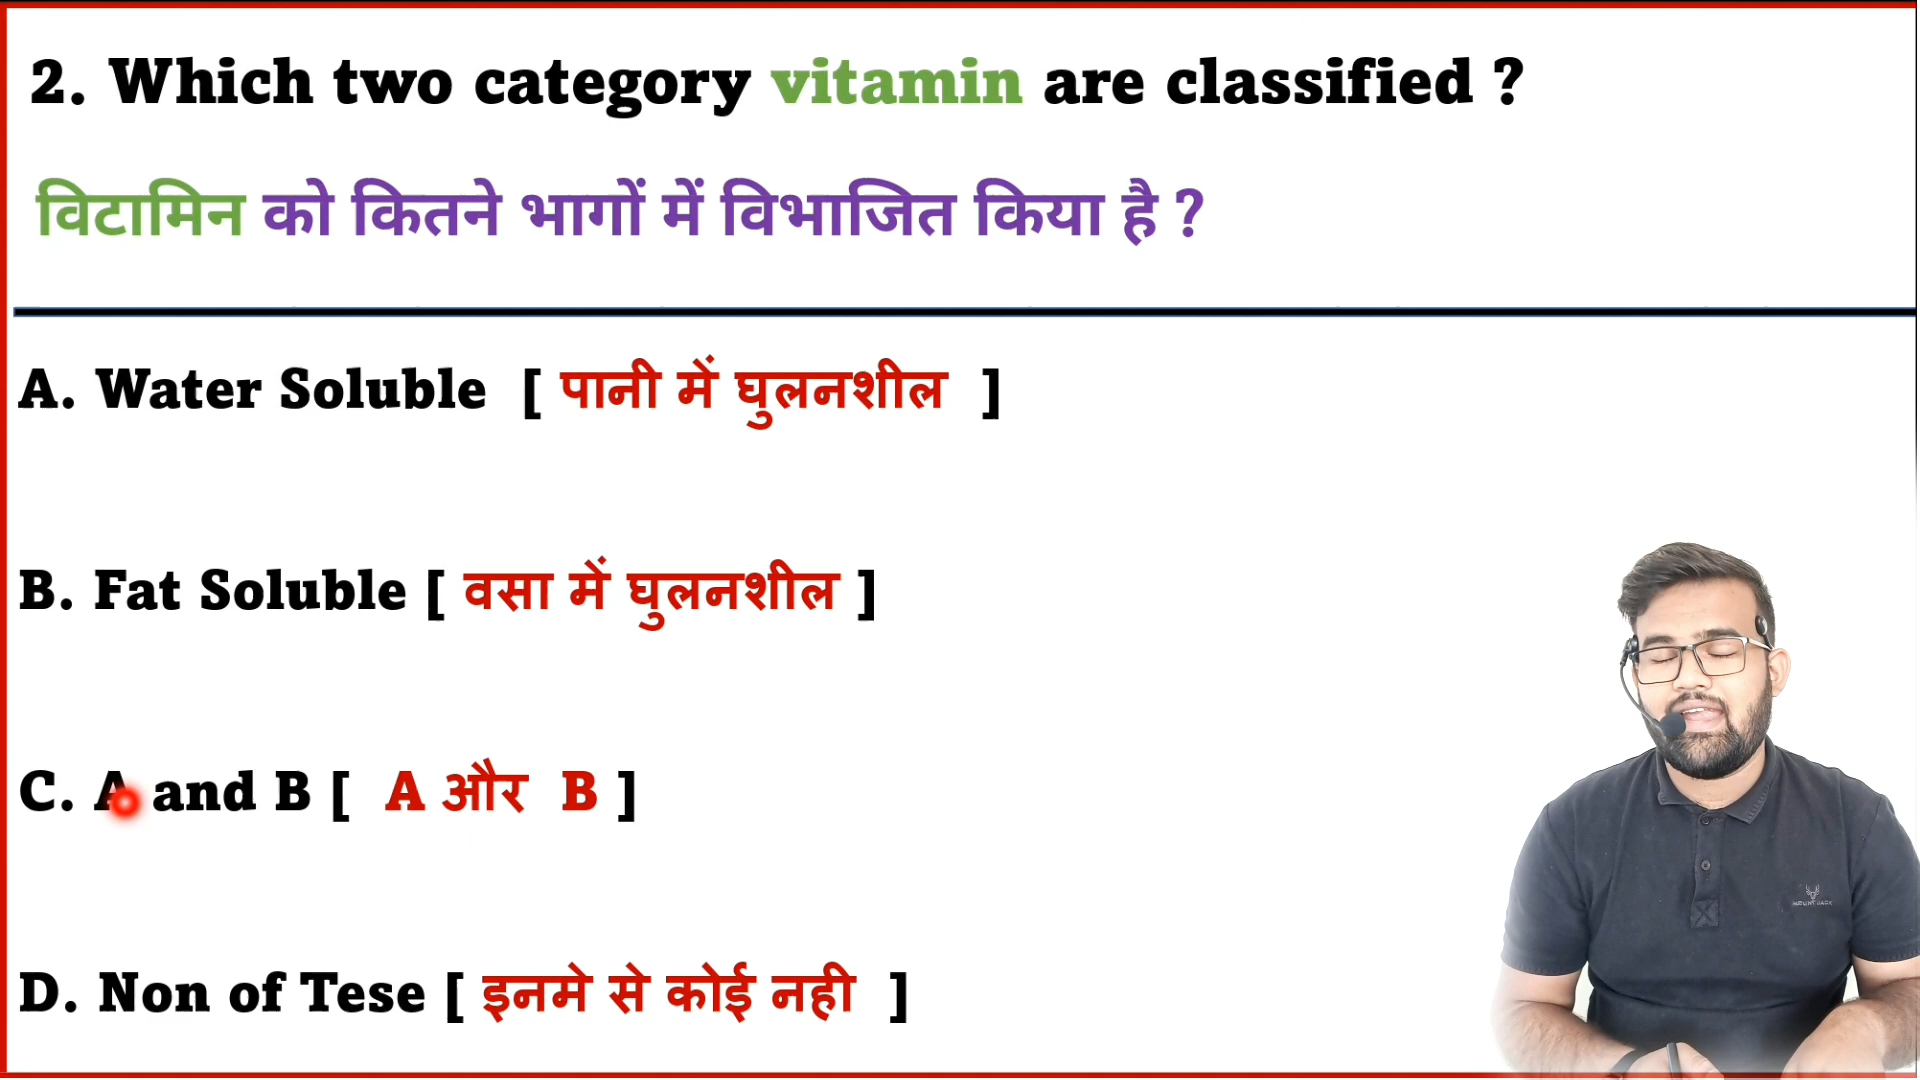 2. Which two category vitamin are classified ?
विटामिन को कितने भागों में विभाजित किया है ?
A. Water Soluble [ पानी में घुलनशील ]
B. Fat Soluble [ वसा में घुलनशील ]
C. A and B [ A और B ]
D. Non of Tese [ इनमे से कोई नही ]